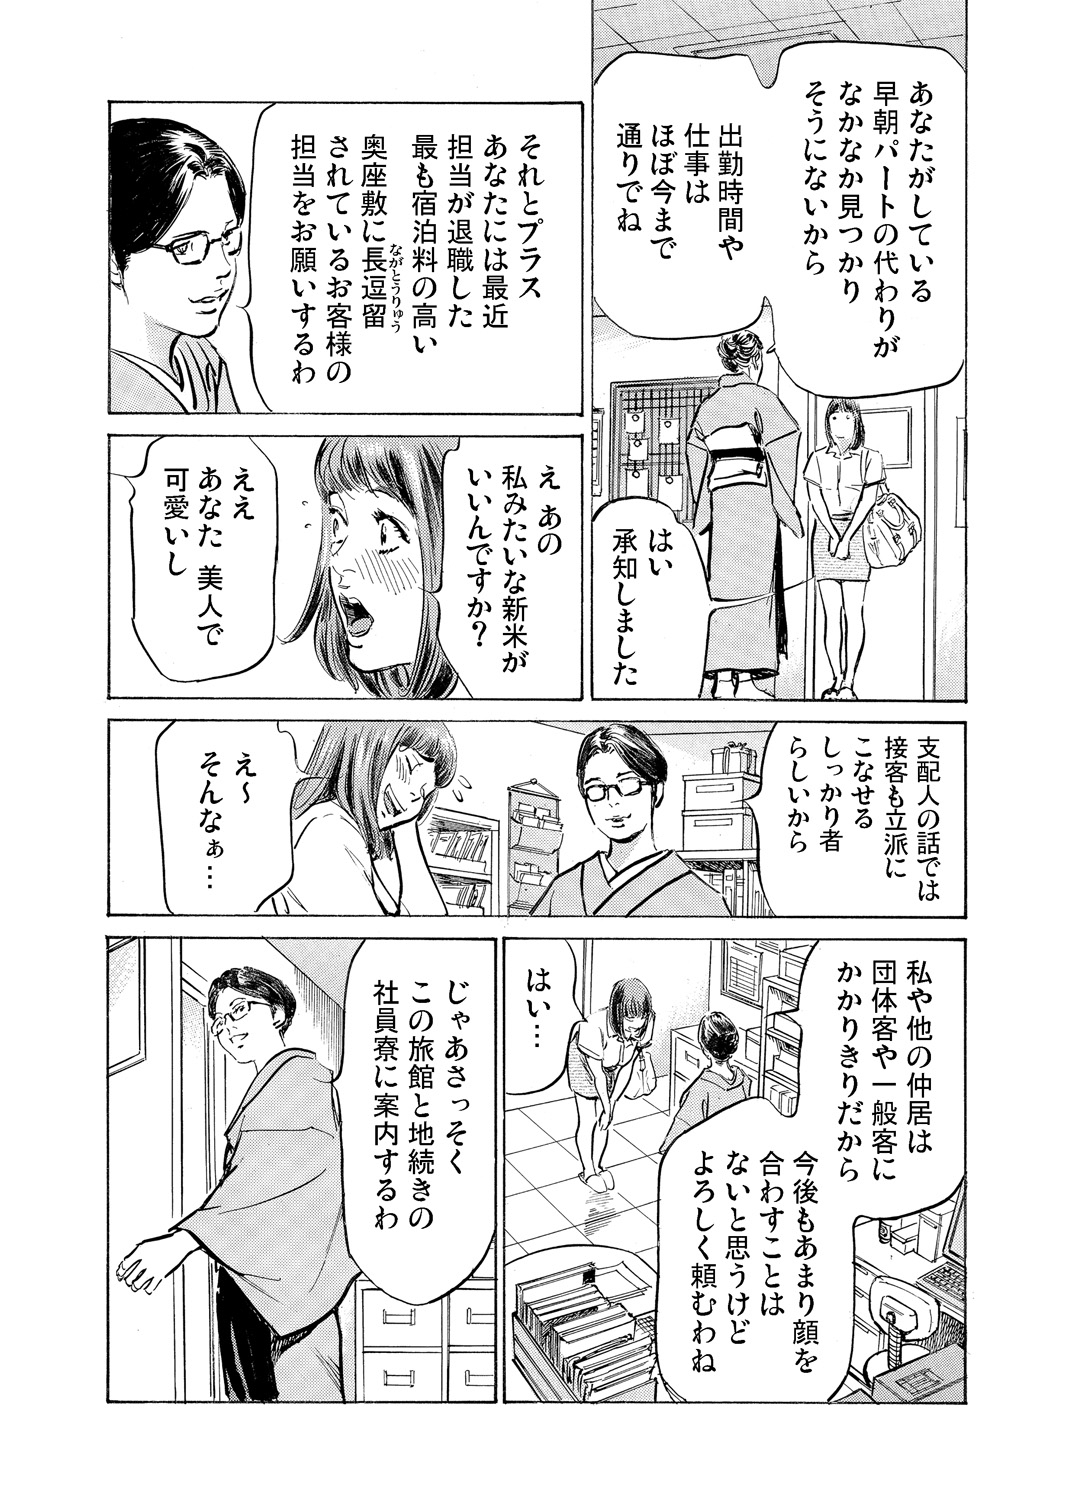 あなたがしている
早朝パートの代わりが
なかなか見つかり
そうにないから
出勤時間や
仕事は
ほぼ今まで
通りでね
はい
承知しました
それとプラス
あなたには最近
担当が退職した
最も宿泊料の高い
奥座敷に長逗留
ながとうりゅう
されているお客様の
担当をお願いするわ
え あの
私みたいな新米が
いいんですか?
ええ
あなた 美人で
可愛いし
支配人の話では
接客も立派に
こなせる
しっかり者
らしいから
え〜
そんなぁ…
私や他の仲居は
団体客や一般客に
かかりきりだから
今後もあまり顔を
合わすことは
ないと思うけど
よろしく頼むわね
はい…
じゃあさっそく
この旅館と地続きの
社員寮に案内するわ